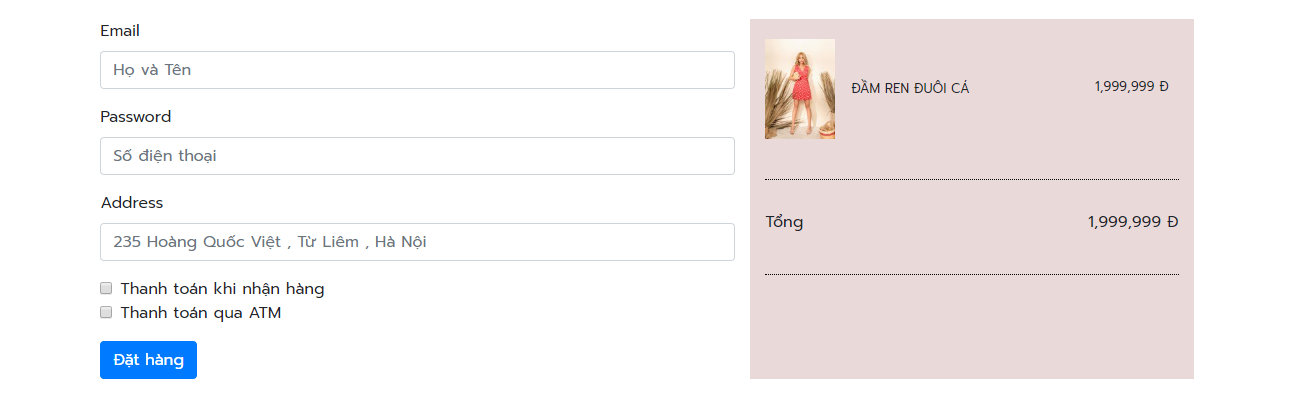 Email
Họ và Tên
Password
Số điện thoại
Address
235 Hoàng Quốc Việt , Từ Liêm , Hà Nội
Thanh toán khi nhận hàng
Thanh toán qua ATM
Đặt hàng
ĐẦM REN ĐUÔI CÁ 1,999,999 Đ
Tổng 1,999,999 Đ